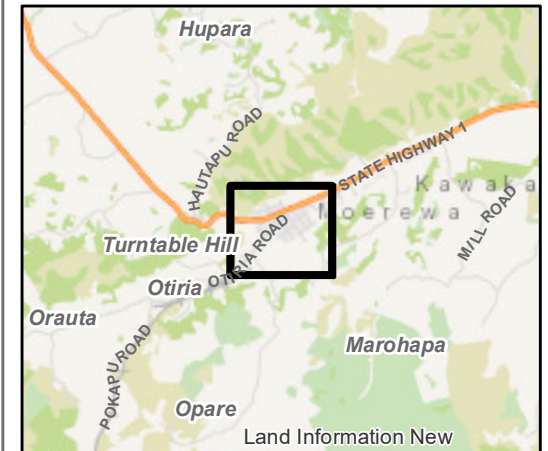 Hupara
HAUTAPU ROAD
STATE HIGHWAY 1
Kawaka
Moerewa
MILL ROAD
Turntable Hill
OTIRIA ROAD
Otiria
Orauta
Marohapa
POKAPU ROAD
Opare
Land Information New